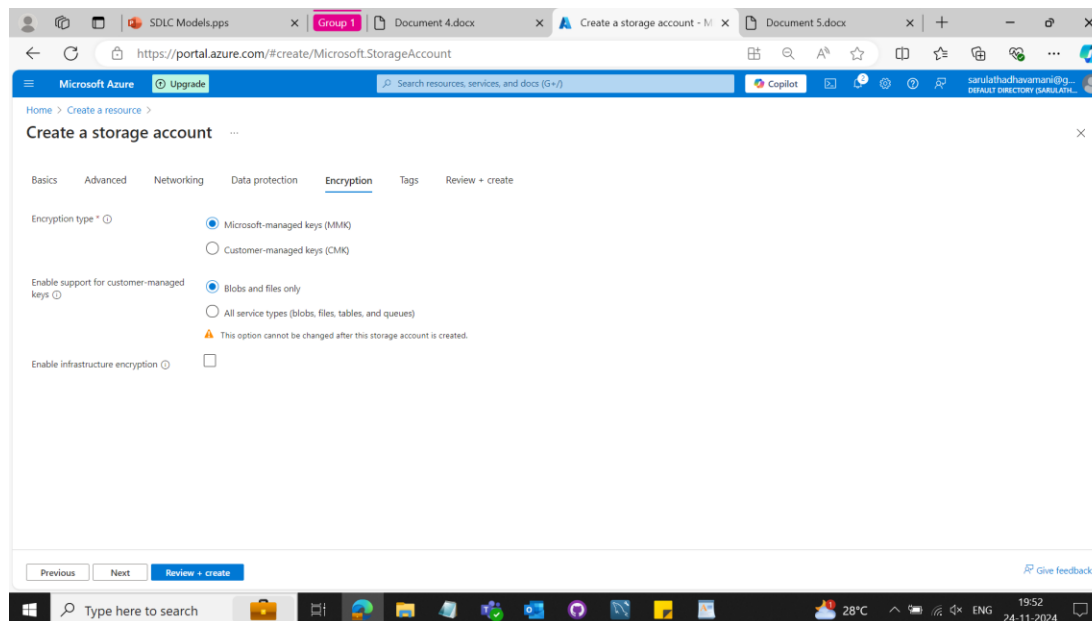 SDLC Models.pps
Group 1
Document 4.docx
Create a storage account - M
Document 5.docx
https://portal.azure.com/#create/Microsoft.StorageAccount
Microsoft Azure
Upgrade
Search resources, services, and docs (G+/)
Copilot
2
sarulathadhavamani@g...
DEFAULT DIRECTORY (SARULATH...
Home > Create a resource >
Create a storage account ...
Basics Advanced Networking Data protection Encryption Tags Review + create
Encryption type *
Microsoft-managed keys (MMK)
Customer-managed keys (CMK)
Enable support for customer-managed
keys
Blobs and files only
All service types (blobs, files, tables, and queues)
This option cannot be changed after this storage account is created.
Enable infrastructure encryption
Previous Next Review + create
Give feedback
Type here to search
28°C
ENG
19:52
24-11-2024